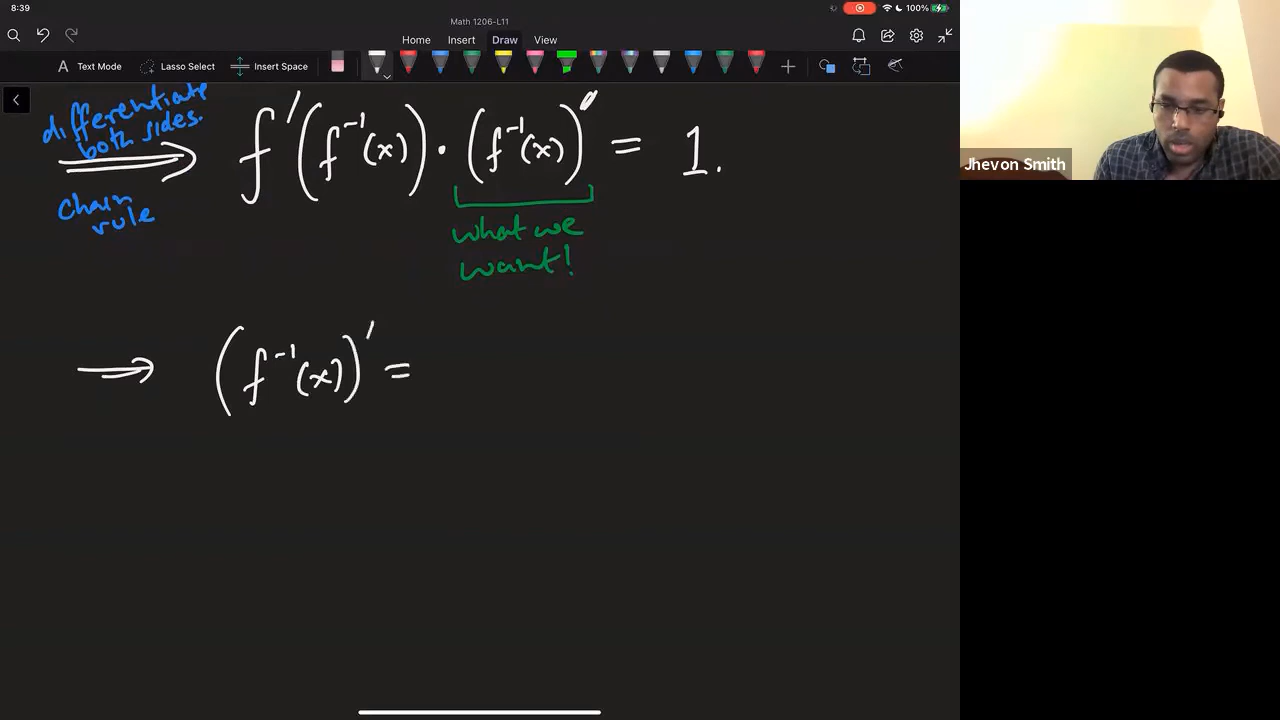 8:39
100%
Math 1206-L11
Home Insert Draw View
Text Mode Lasso Select Insert Space
differentiate
both sides.
f'(f⁻¹(x)) · (f⁻¹(x))' = 1.
chain
rule
what we
want!
(f⁻¹(x))' =
Jhevon Smith